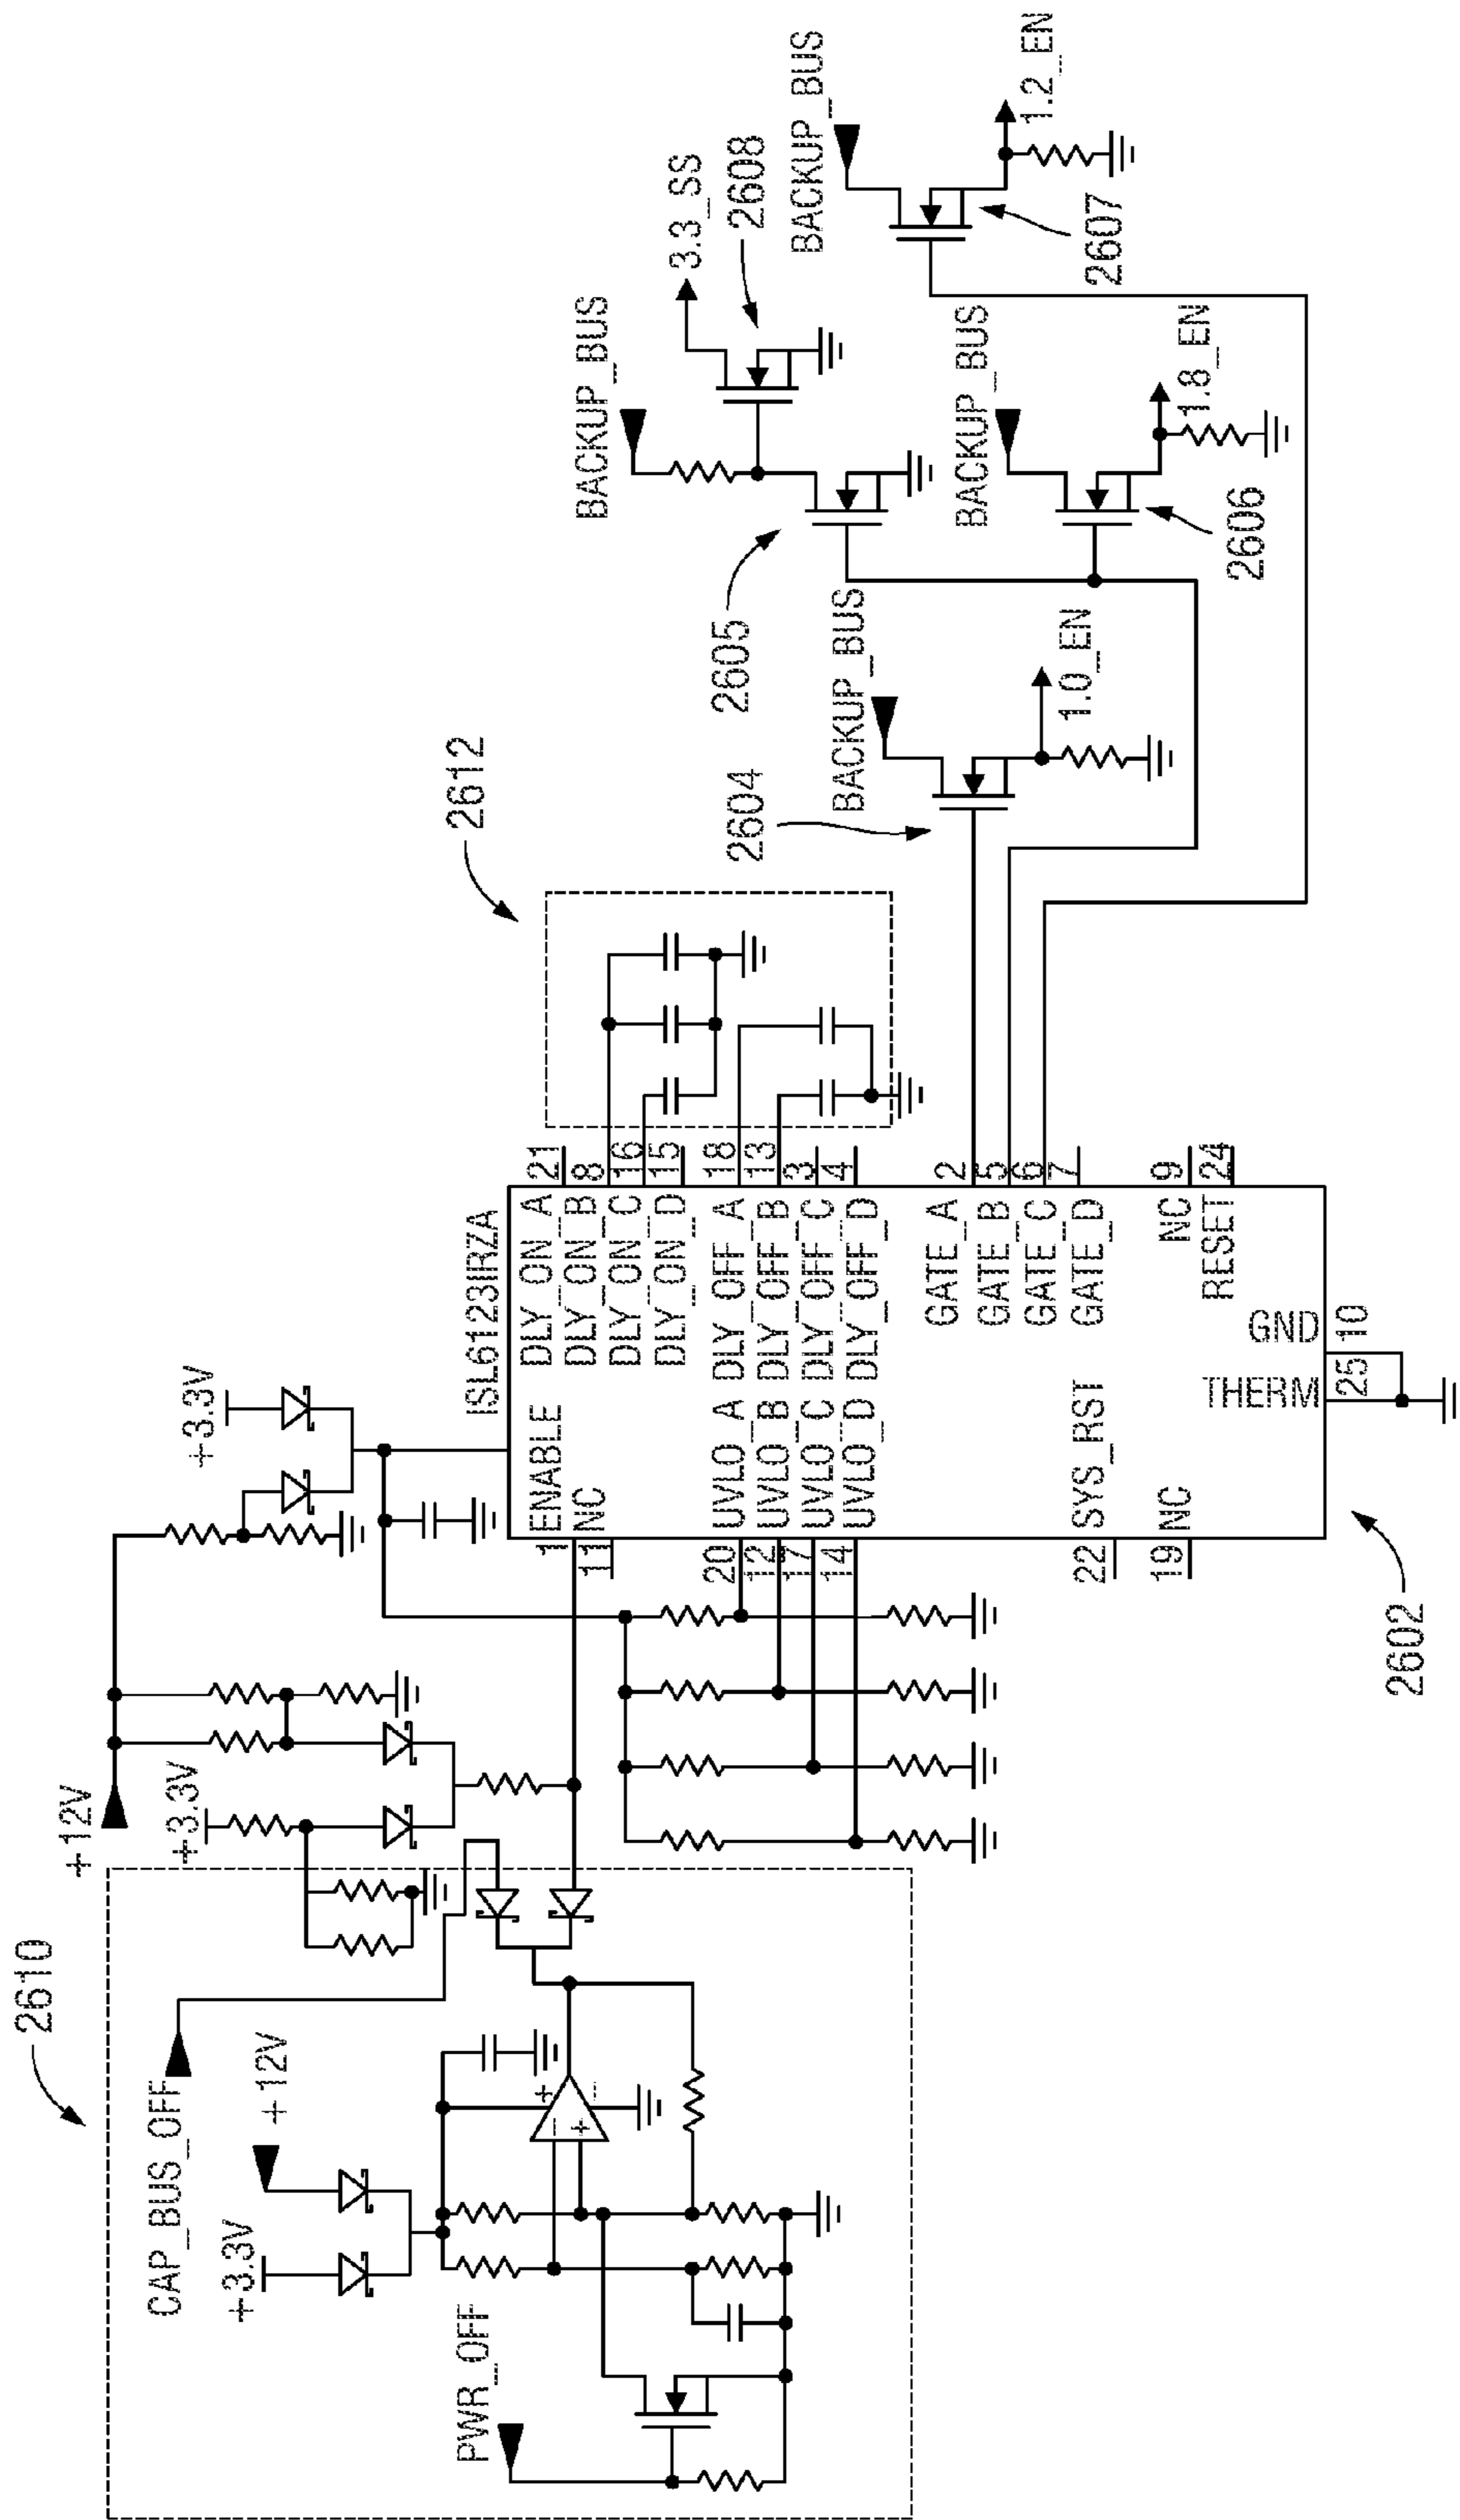 2610
CAP_BUS_OFF
+12V
+3.3V
PWR_OFF
+12V
+3.3V
+3.3V
ISL6123IIRZA
1 ENABLE
11 NC
20 UVLO_A
12 UVLO_B
17 UVLO_C
14 UVLO_D
22 SYS_RST
19 NC
DLY_ON_A 21
DLY_ON_B 8
DLY_ON_C 16
DLY_ON_D 15
DLY_OFF_A 18
DLY_OFF_B 13
DLY_OFF_C 3
DLY_OFF_D 4
GATE_A 2
GATE_B 5
GATE_C 6
GATE_D 7
NC 9
RESET 24
GND 10
THERM 25
2602
2612
2604
BACKUP_BUS
1.0_EN
2605
BACKUP_BUS
3.3_SS
2608
BACKUP_BUS
1.8_EN
2606
BACKUP_BUS
1.2_EN
2607